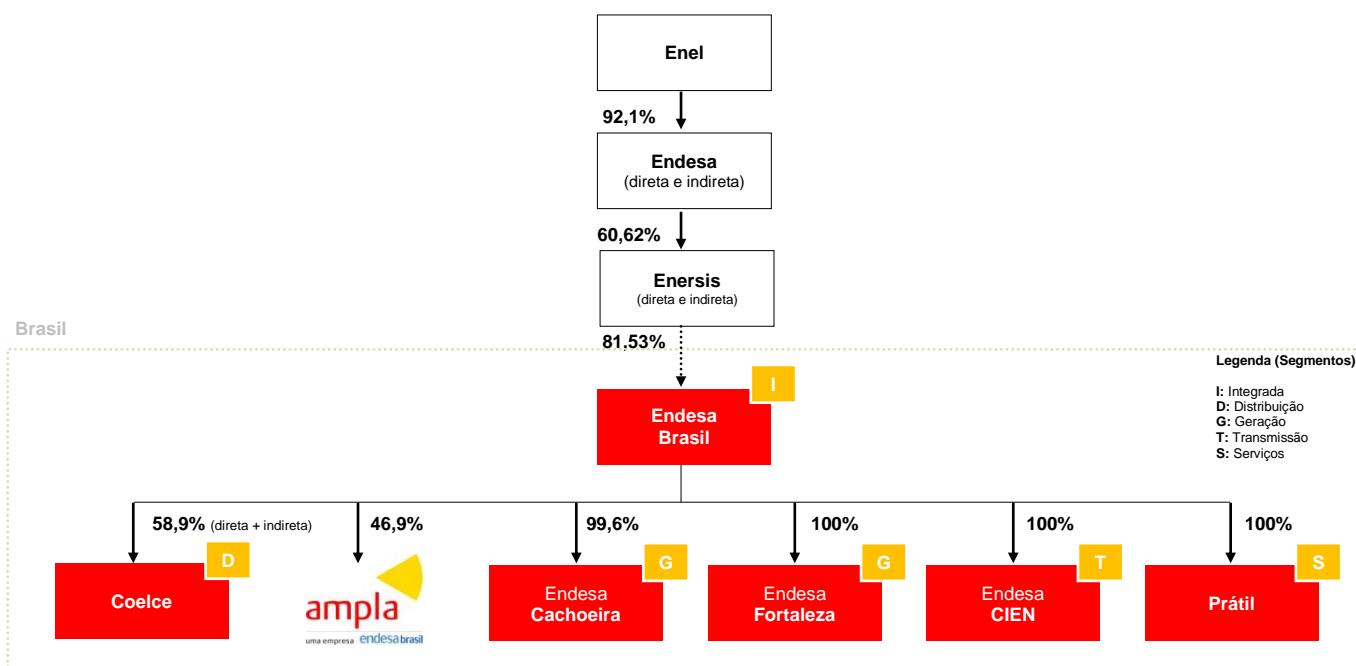 Enel
92,1%
Endesa
(direta e indireta)
60,62%
Enersis
(direta e indireta)
Brasil
81,53%
Legenda (Segmentos)
I: Integrada
D: Distribuição
G: Geração
T: Transmissão
S: Serviços
I
Endesa
Brasil
58,9% (direta + indireta)
46,9%
99,6%
100%
100%
100%
D
G
G
T
S
Coelce
ampla
uma empresa endesabrasil
Endesa
Cachoeira
Endesa
Fortaleza
Endesa
CIEN
Prátil